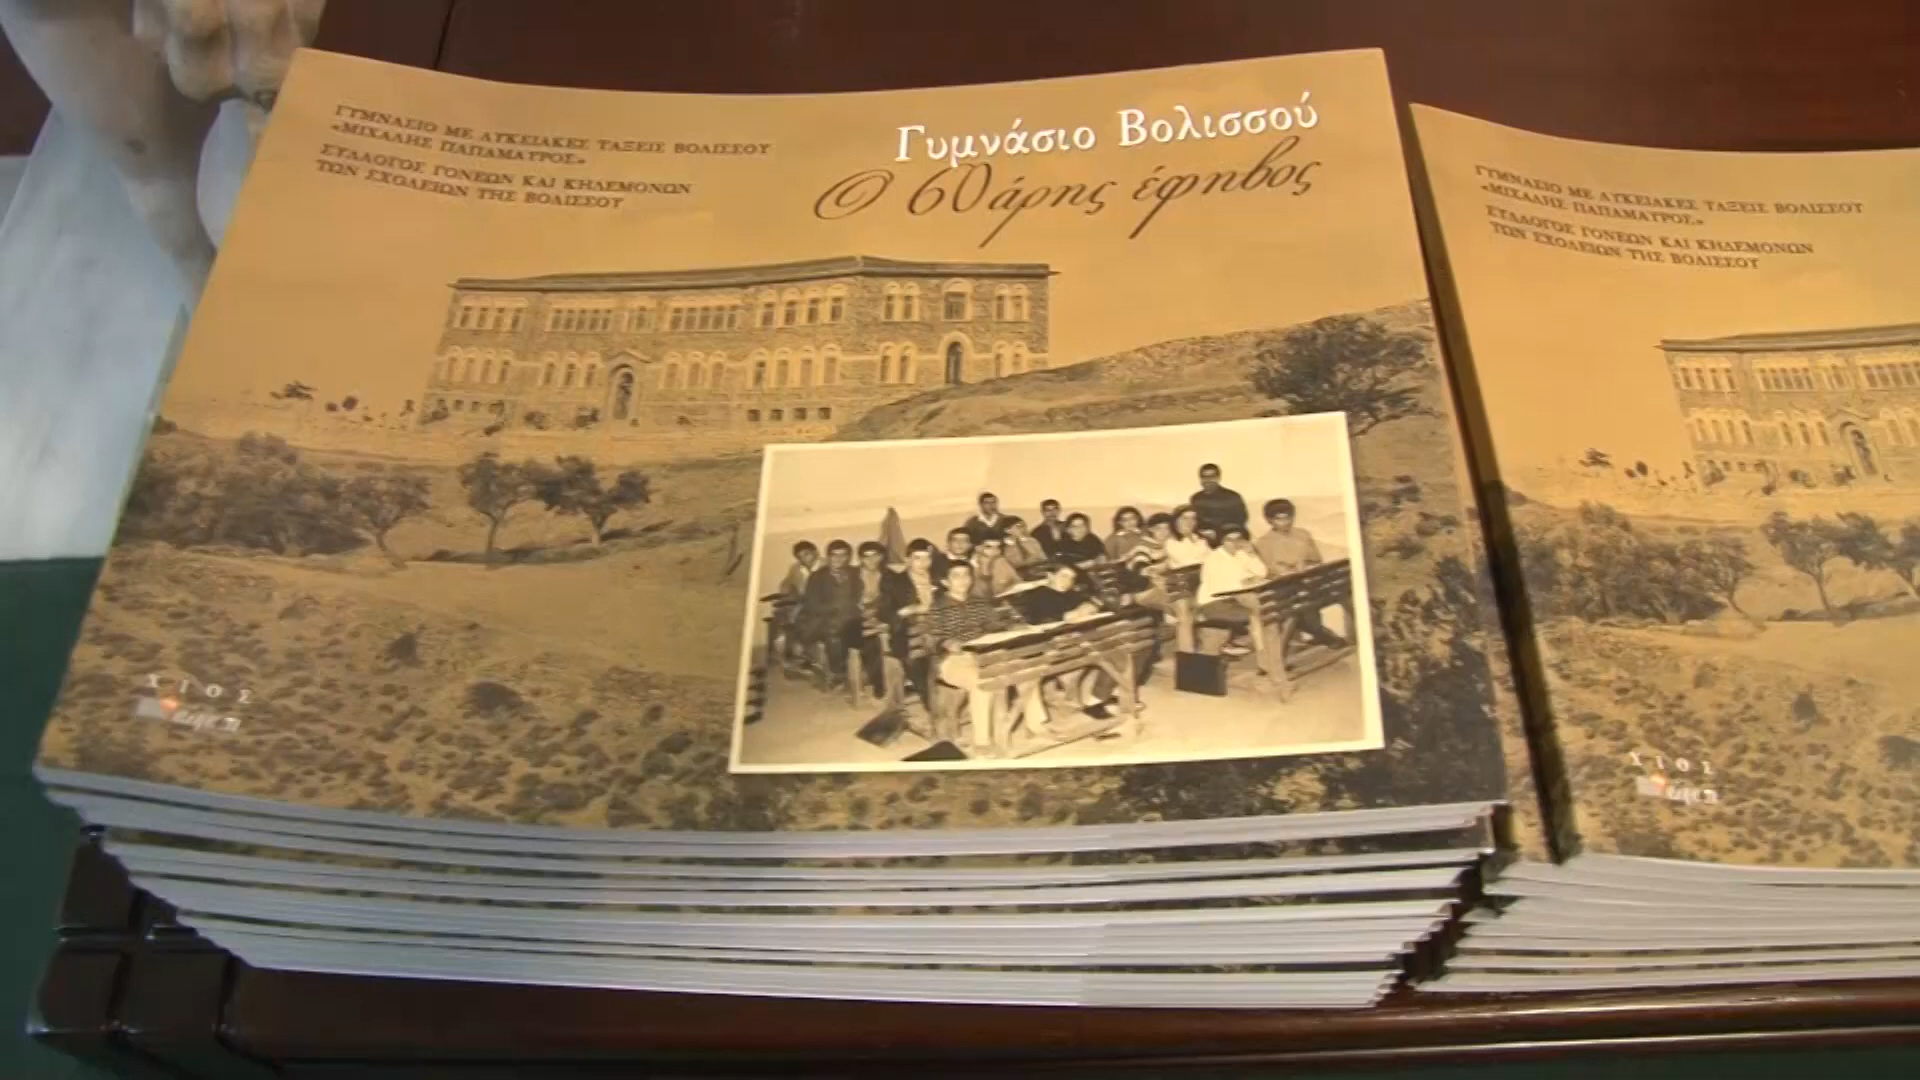 ΓΥΜΝΑΣΙΟ ΜΕ ΛΥΚΕΙΑΚΕΣ ΤΑΞΕΙΣ ΒΟΛΙΣΣΟΥ
«ΜΙΧΑΛΗΣ ΠΑΠΑΜΑΥΡΟΣ»
ΣΥΛΛΟΓΟΣ ΓΟΝΕΩΝ ΚΑΙ ΚΗΔΕΜΟΝΩΝ
ΤΩΝ ΣΧΟΛΕΙΩΝ ΤΗΣ ΒΟΛΙΣΣΟΥ
Γυμνάσιο Βολισσού
Ο 60άρης έφηβος
ΧΙΟΣ
ΓΥΜΝΑΣΙΟ ΜΕ ΛΥΚΕΙΑΚΕΣ ΤΑΞΕΙΣ ΒΟΛΙΣΣΟΥ
«ΜΙΧΑΛΗΣ ΠΑΠΑΜΑΥΡΟΣ»
ΣΥΛΛΟΓΟΣ ΓΟΝΕΩΝ ΚΑΙ ΚΗΔΕΜΟΝΩΝ
ΤΩΝ ΣΧΟΛΕΙΩΝ ΤΗΣ ΒΟΛΙΣΣΟΥ
ΧΙΟΣ